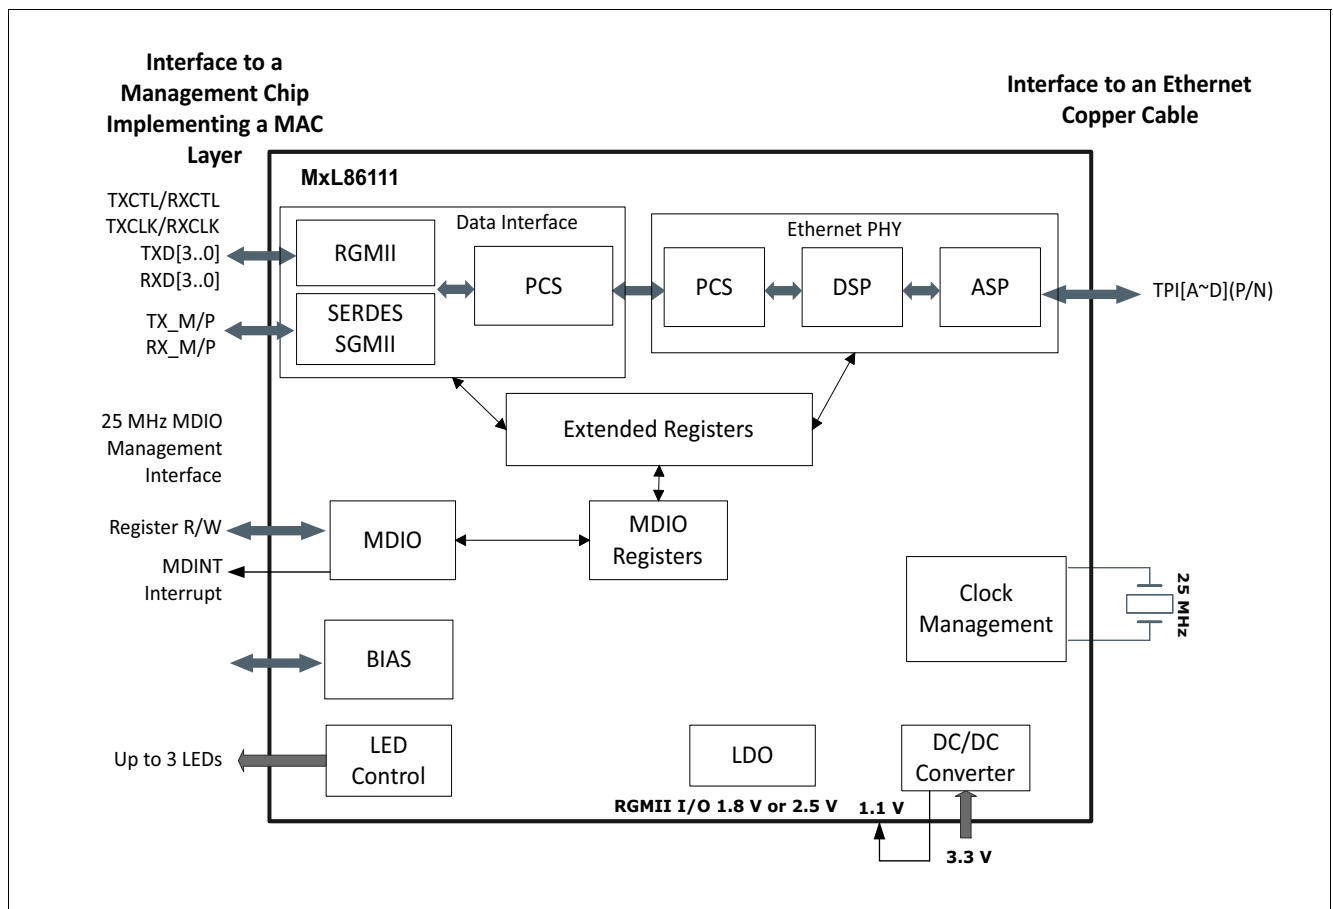 Interface to a
Management Chip
Implementing a MAC
Layer
Interface to an Ethernet
Copper Cable
MxL86111
TXCTL/RXCTL
TXCLK/RXCLK
TXD[3..0]
RXD[3..0]
TX_M/P
RX_M/P
Data Interface
RGMII
SERDES
SGMII
PCS
Ethernet PHY
PCS
DSP
ASP
TPI[A~D](P/N)
Extended Registers
25 MHz MDIO
Management
Interface
Register R/W
MDINT
Interrupt
MDIO
MDIO
Registers
Clock
Management
25 MHz
BIAS
Up to 3 LEDs
LED
Control
LDO
DC/DC
Converter
RGMII I/O 1.8 V or 2.5 V
1.1 V
3.3 V